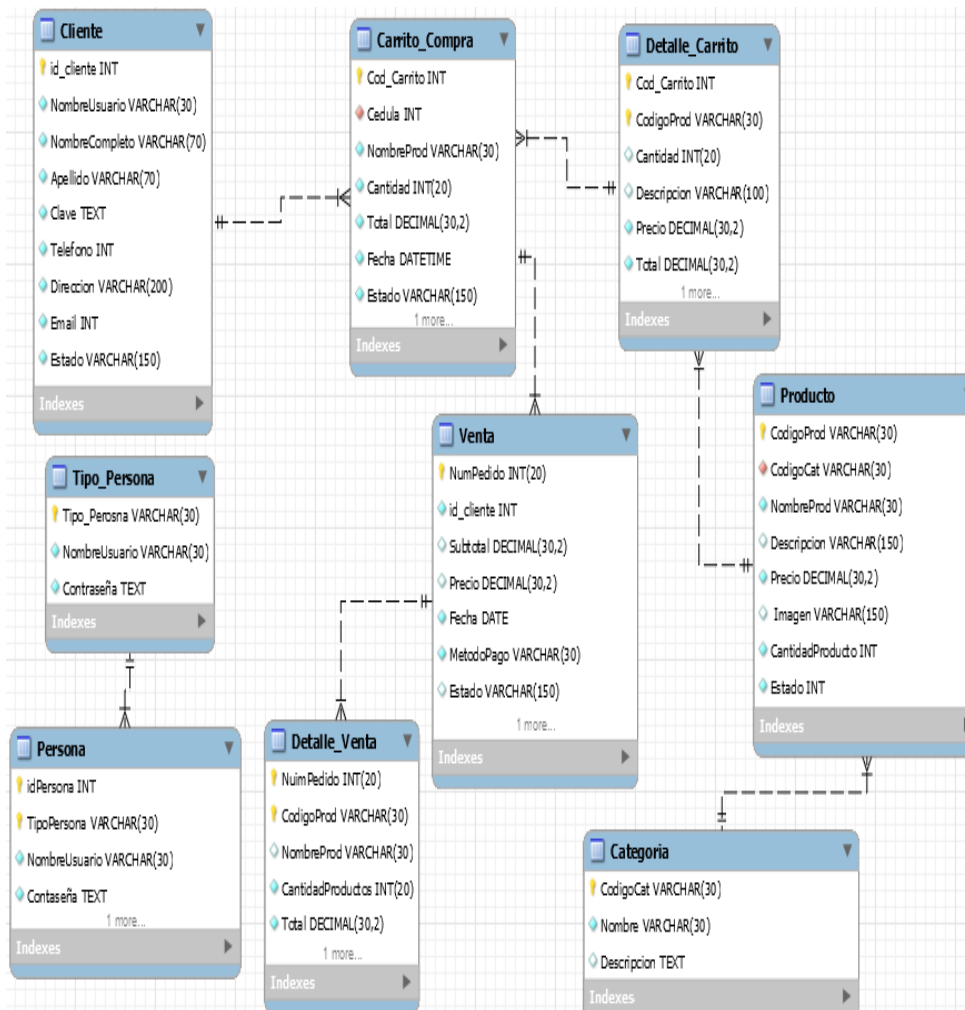 Cliente
id_cliente INT
NombreUsuario VARCHAR(30)
NombreCompleto VARCHAR(70)
Apellido VARCHAR(70)
Clave TEXT
Telefono INT
Direccion VARCHAR(200)
Email INT
Estado VARCHAR(150)
Indexes
Carrito_Compra
Cod_Carrito INT
Cedula INT
NombreProd VARCHAR(30)
Cantidad INT(20)
Total DECIMAL(30,2)
Fecha DATETIME
Estado VARCHAR(150)
1 more...
Indexes
Detalle_Carrito
Cod_Carrito INT
CodigoProd VARCHAR(30)
Cantidad INT(20)
Descripcion VARCHAR(100)
Precio DECIMAL(30,2)
Total DECIMAL(30,2)
1 more...
Indexes
Tipo_Persona
Tipo_Perosna VARCHAR(30)
NombreUsuario VARCHAR(30)
Contraseña TEXT
Indexes
Venta
NumPedido INT(20)
id_cliente INT
Subtotal DECIMAL(30,2)
Precio DECIMAL(30,2)
Fecha DATE
MetodoPago VARCHAR(30)
Estado VARCHAR(150)
1 more...
Indexes
Producto
CodigoProd VARCHAR(30)
CodigoCat VARCHAR(30)
NombreProd VARCHAR(30)
Descripcion VARCHAR(150)
Precio DECIMAL(30,2)
Imagen VARCHAR(150)
CantidadProducto INT
Estado INT
Indexes
Persona
idPersona INT
TipoPersona VARCHAR(30)
NombreUsuario VARCHAR(30)
Contaseña TEXT
1 more...
Indexes
Detalle_Venta
NuimPedido INT(20)
CodigoProd VARCHAR(30)
NombreProd VARCHAR(30)
CantidadProductos INT(20)
Total DECIMAL(30,2)
1 more...
Indexes
Categoria
CodigoCat VARCHAR(30)
Nombre VARCHAR(30)
Descripcion TEXT
Indexes